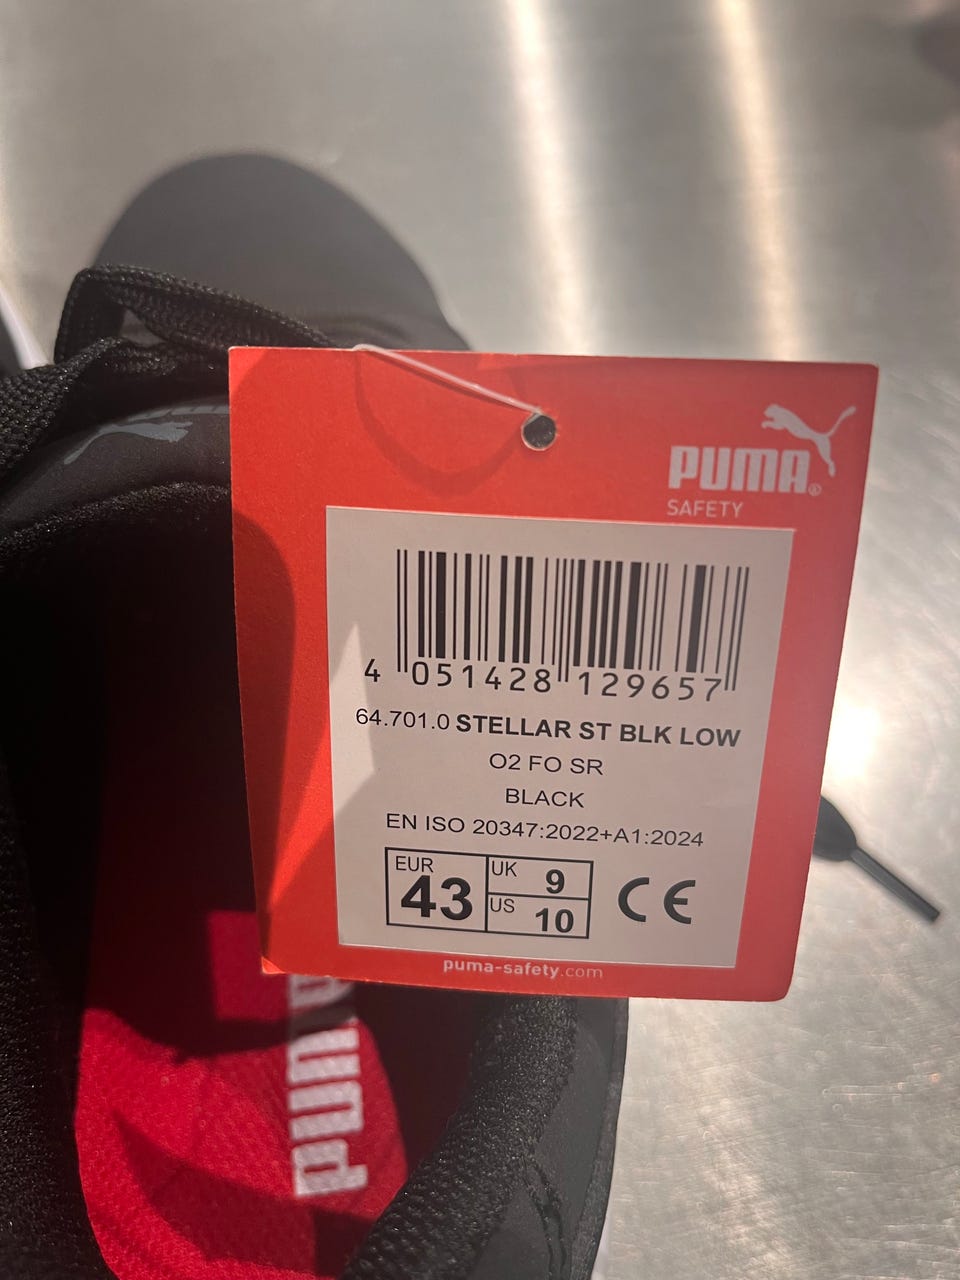 PUMA®
SAFETY
4 051428 129657
64.701.0 STELLAR ST BLK LOW
O2 FO SR
BLACK
EN ISO 20347:2022+A1:2024
EUR 43
UK 9
US 10
CE
puma-safety.com
PUMA